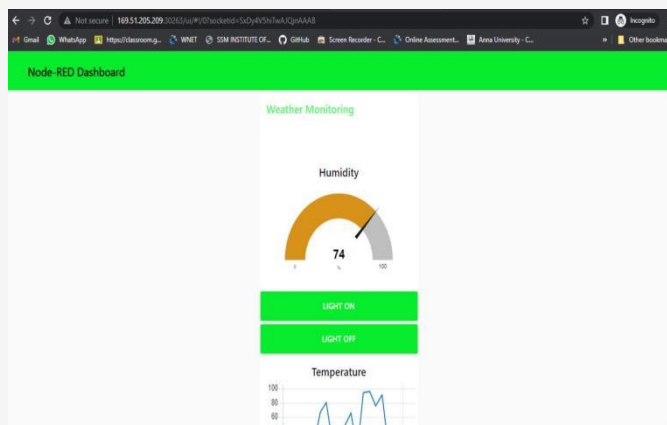 Not secure | 169.51.205.209:30263/ui/#!/0?socketid=SxDy4V5hiTwAJQjnAAAB
Incognito
Gmail WhatsApp https://classroom.g... WNET SSM INSTITUTE OF... GitHub Screen Recorder - C... Online Assessment... Anna University - C... » Other bookma
Node-RED Dashboard
Weather Monitoring
Humidity
74
0 % 100
LIGHT ON
LIGHT OFF
Temperature
100
80
60